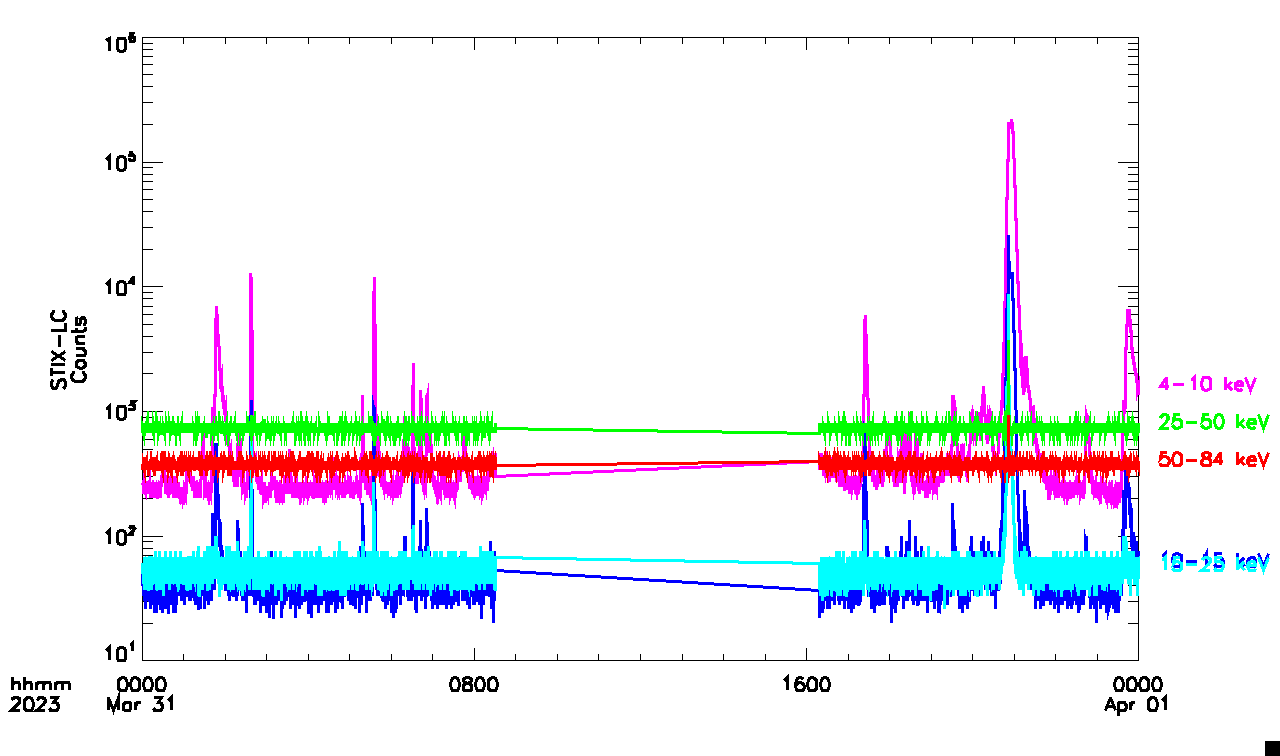 10⁶
10⁵
10⁴
10³
10²
10¹
STIX-LC
Counts
4-10 keV
25-50 keV
50-84 keV
10-15 keV
hhmm 0000 0800 1600 0000
2023 Mar 31 Apr 01